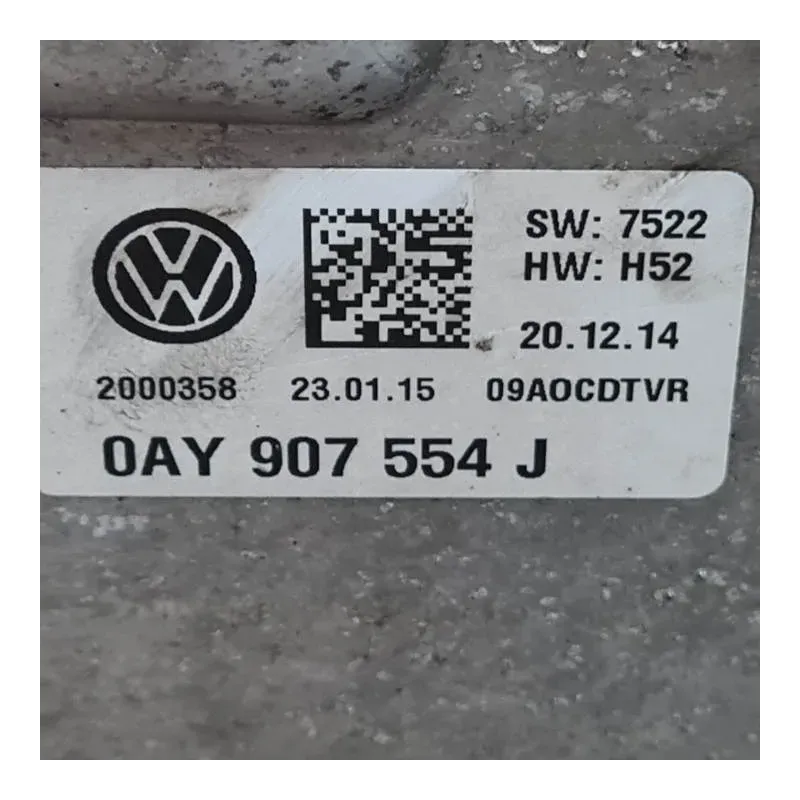 SW: 7522
HW: H52
20.12.14
2000358 23.01.15 09AOCDTVR
0AY 907 554 J